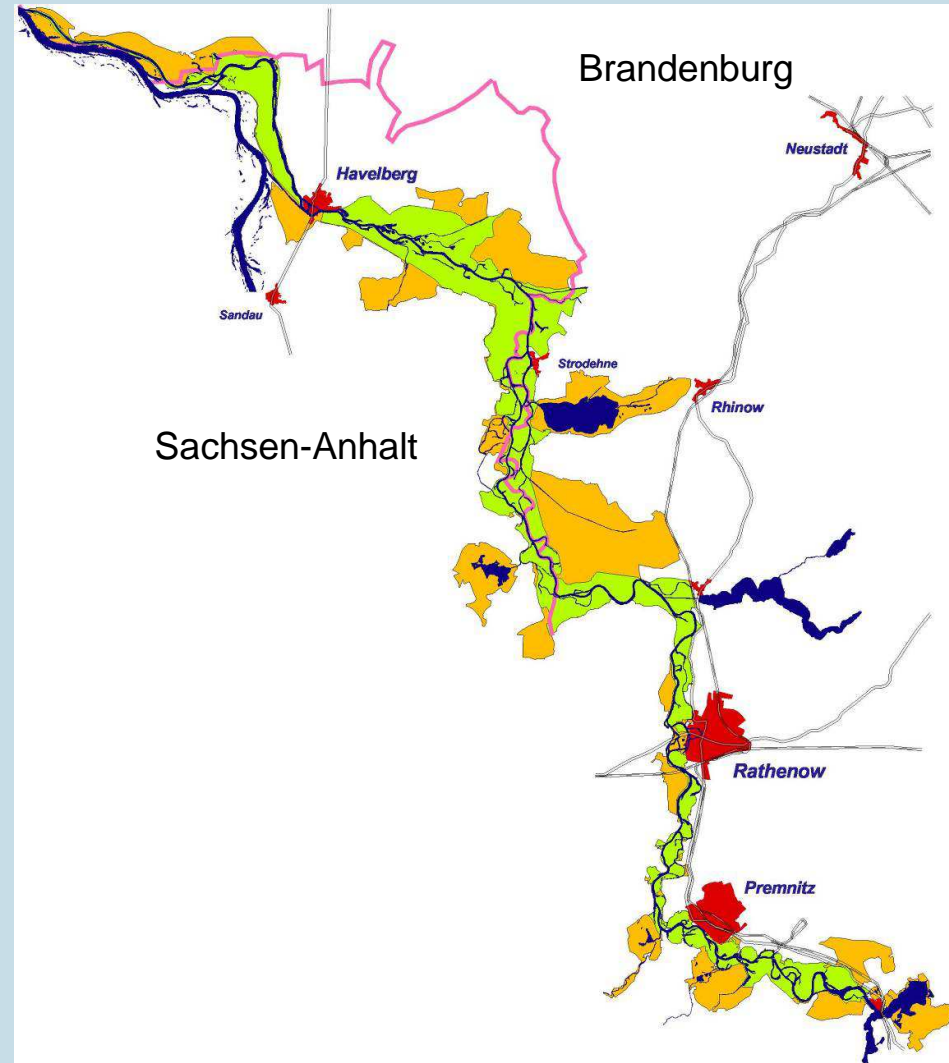 Brandenburg
Neustadt
Havelberg
Sandau
Strodehne
Rhinow
Sachsen-Anhalt
Rathenow
Premnitz